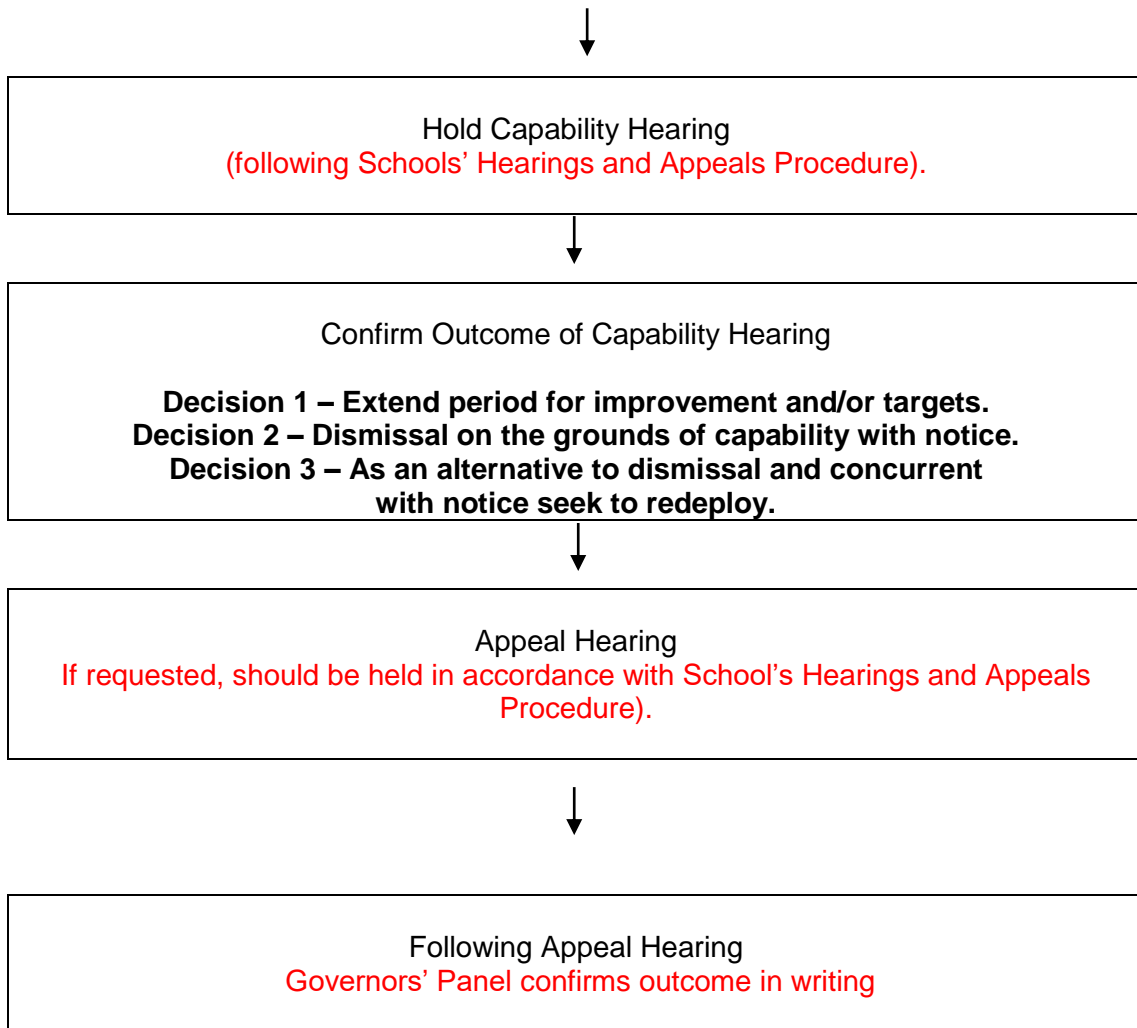 Hold Capability Hearing
(following Schools’ Hearings and Appeals Procedure).
Confirm Outcome of Capability Hearing
Decision 1 – Extend period for improvement and/or targets.
Decision 2 – Dismissal on the grounds of capability with notice.
Decision 3 – As an alternative to dismissal and concurrent
with notice seek to redeploy.
Appeal Hearing
If requested, should be held in accordance with School’s Hearings and Appeals
Procedure).
Following Appeal Hearing
Governors’ Panel confirms outcome in writing